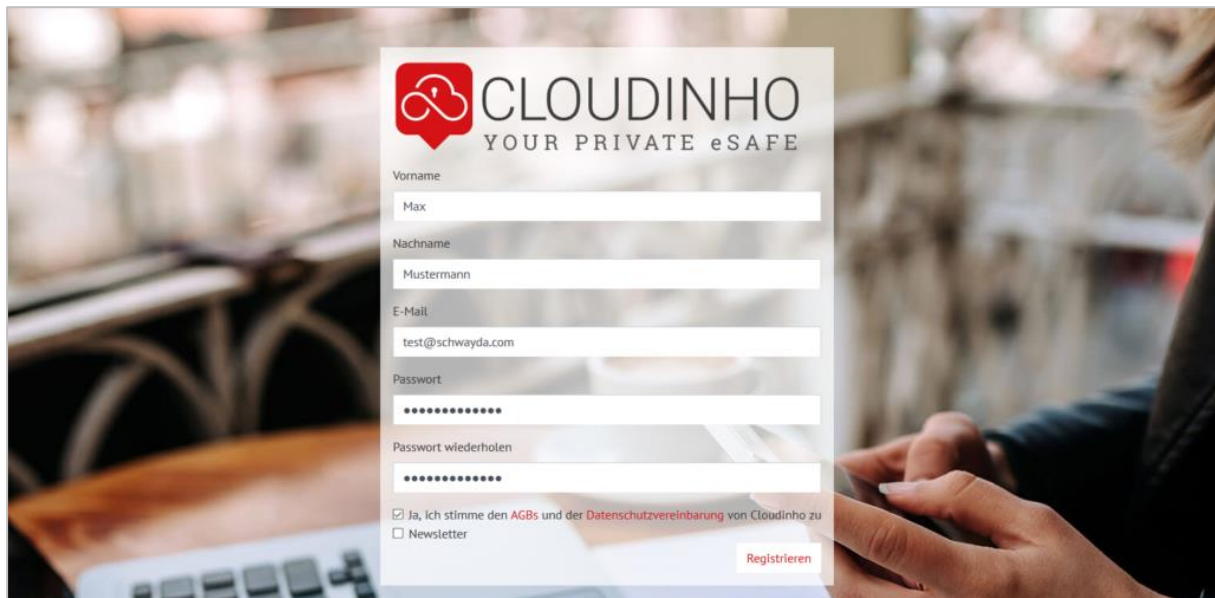 CLOUDINHO
YOUR PRIVATE eSAFE
Vorname
Max
Nachname
Mustermann
E-Mail
test@schwayda.com
Passwort
•••••••••••••
Passwort wiederholen
•••••••••••••
Ja, ich stimme den AGBs und der Datenschutzvereinbarung von Cloudinho zu
Newsletter
Registrieren